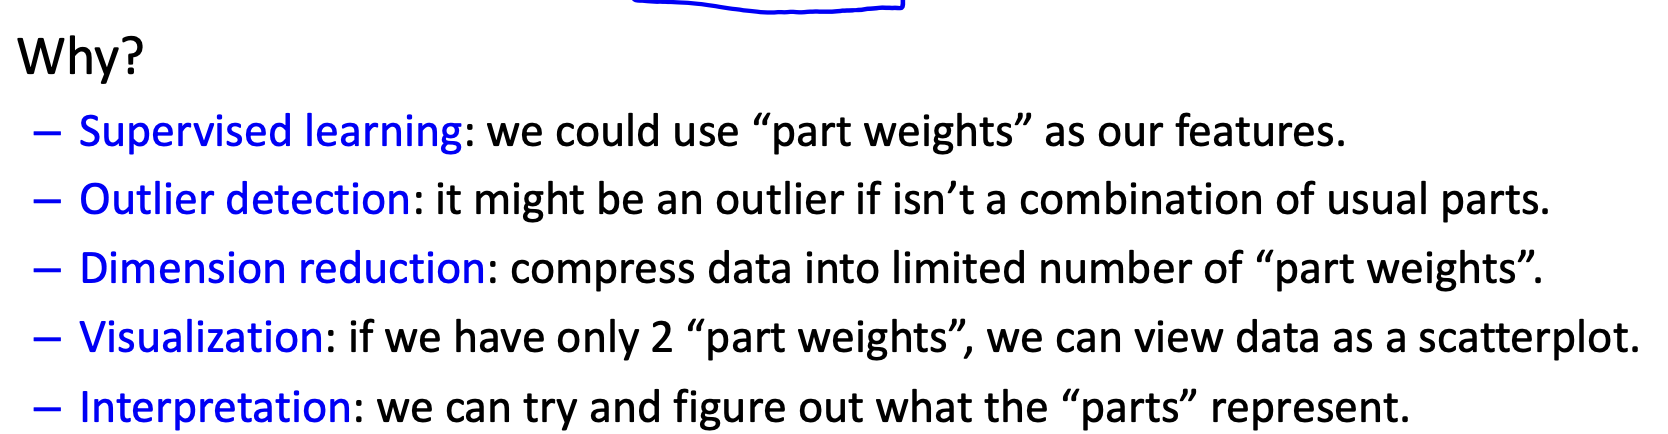 Why?
– Supervised learning: we could use “part weights” as our features.
– Outlier detection: it might be an outlier if isn’t a combination of usual parts.
– Dimension reduction: compress data into limited number of “part weights”.
– Visualization: if we have only 2 “part weights”, we can view data as a scatterplot.
– Interpretation: we can try and figure out what the “parts” represent.